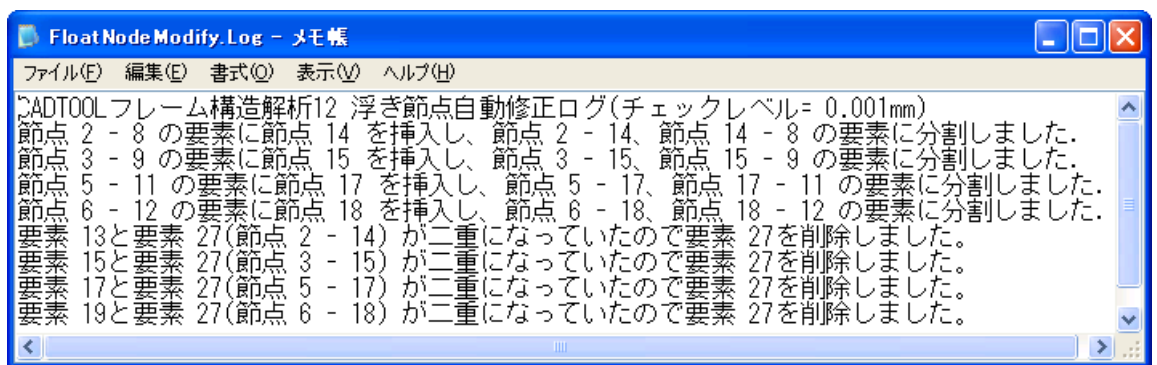 FloatNodeModify.Log - メモ帳
ファイル(F) 編集(E) 書式(O) 表示(V) ヘルプ(H)
CADTOOLフレーム構造解析12 浮き節点自動修正ログ(チェックレベル= 0.001mm)
節点 2 - 8 の要素に節点 14 を挿入し、節点 2 - 14、節点 14 - 8 の要素に分割しました.
節点 3 - 9 の要素に節点 15 を挿入し、節点 3 - 15、節点 15 - 9 の要素に分割しました.
節点 5 - 11 の要素に節点 17 を挿入し、節点 5 - 17、節点 17 - 11 の要素に分割しました.
節点 6 - 12 の要素に節点 18 を挿入し、節点 6 - 18、節点 18 - 12 の要素に分割しました.
要素 13と要素 27(節点 2 - 14) が二重になっていたので要素 27を削除しました。
要素 15と要素 27(節点 3 - 15) が二重になっていたので要素 27を削除しました。
要素 17と要素 27(節点 5 - 17) が二重になっていたので要素 27を削除しました。
要素 19と要素 27(節点 6 - 18) が二重になっていたので要素 27を削除しました。